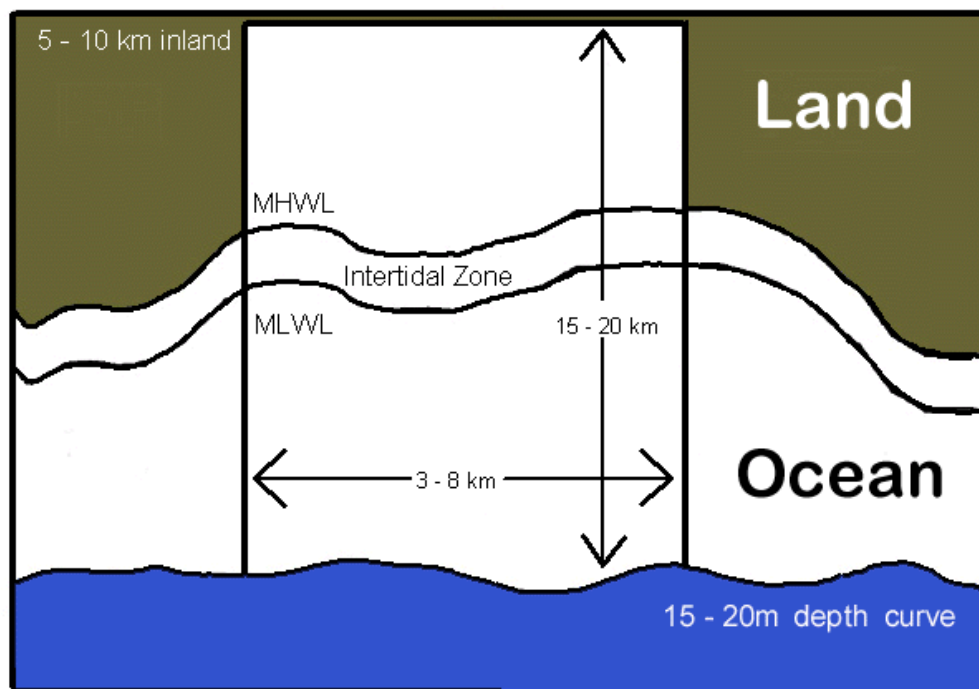 5 - 10 km inland
Land
MHWL
Intertidal Zone
MLWL
15 - 20 km
3 - 8 km
Ocean
15 - 20m depth curve